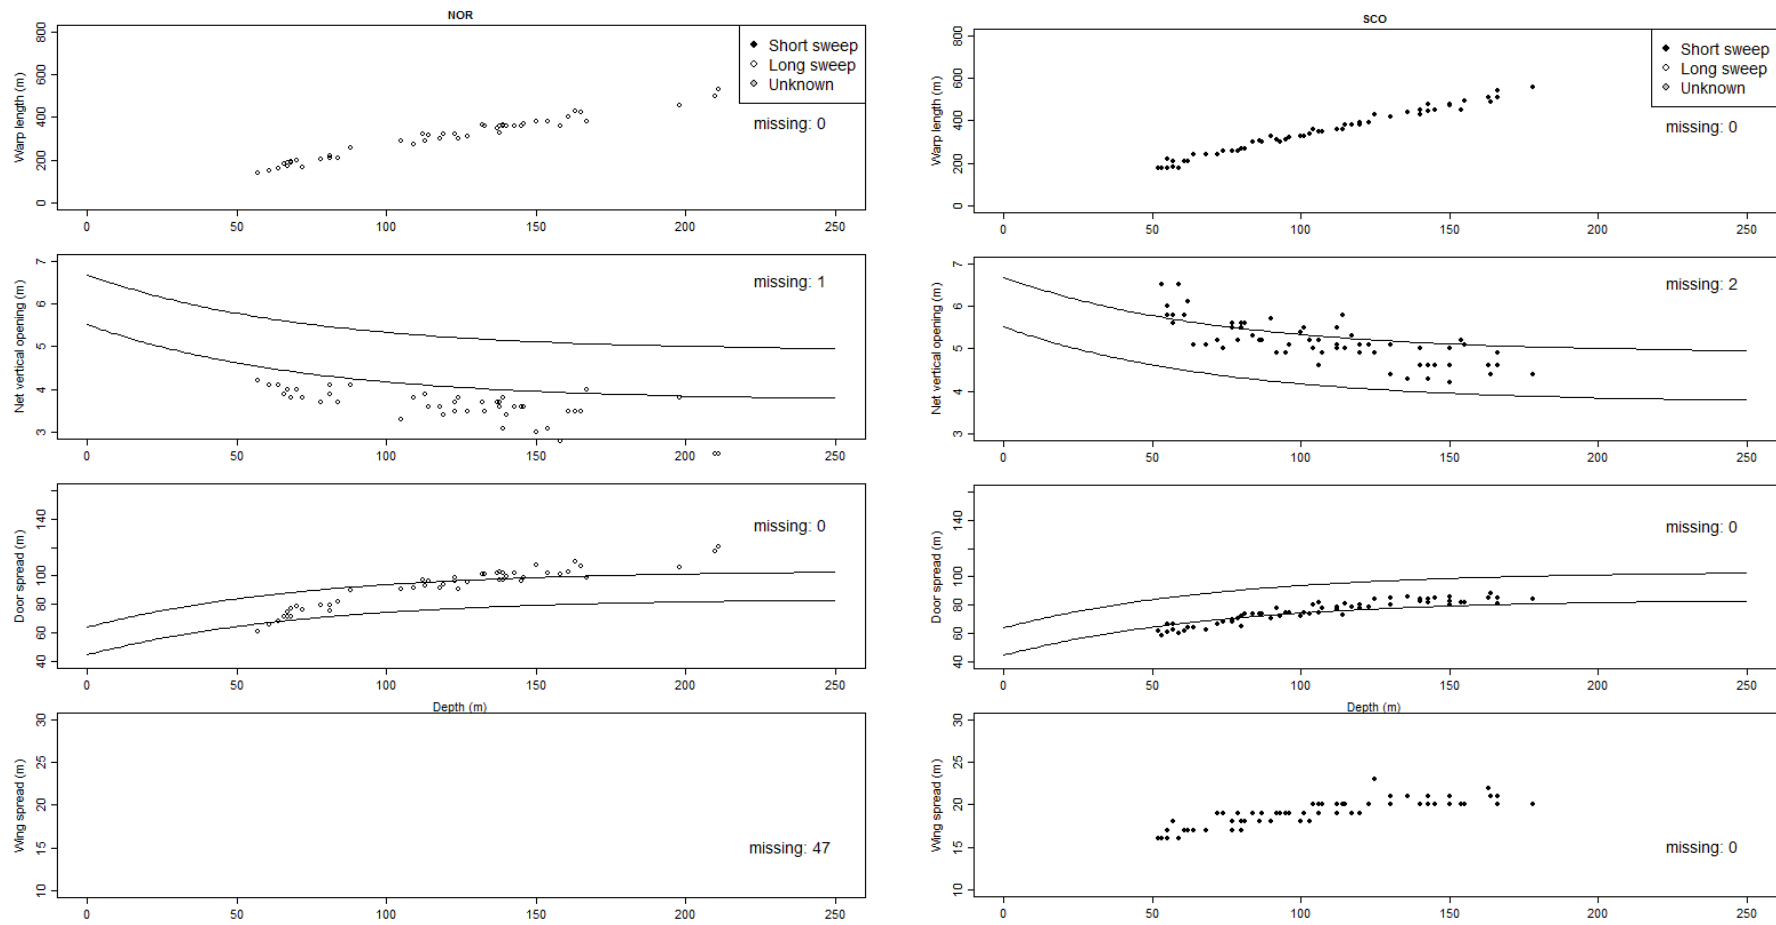 NOR
Warp length (m)
800
600
400
200
0
Short sweep
Long sweep
Unknown
missing: 0
0 50 100 150 200 250
Net vertical opening (m)
7
6
5
4
3
missing: 1
0 50 100 150 200 250
Door spread (m)
140
100
80
60
40
missing: 0
0 50 100 150 200 250
Depth (m)
Wing spread (m)
30
25
20
15
10
missing: 47
0 50 100 150 200 250
SCO
Warp length (m)
800
600
400
200
0
Short sweep
Long sweep
Unknown
missing: 0
0 50 100 150 200 250
Net vertical opening (m)
7
6
5
4
3
missing: 2
0 50 100 150 200 250
Door spread (m)
140
100
80
60
40
missing: 0
0 50 100 150 200 250
Depth (m)
Wing spread (m)
30
25
20
15
10
missing: 0
0 50 100 150 200 250